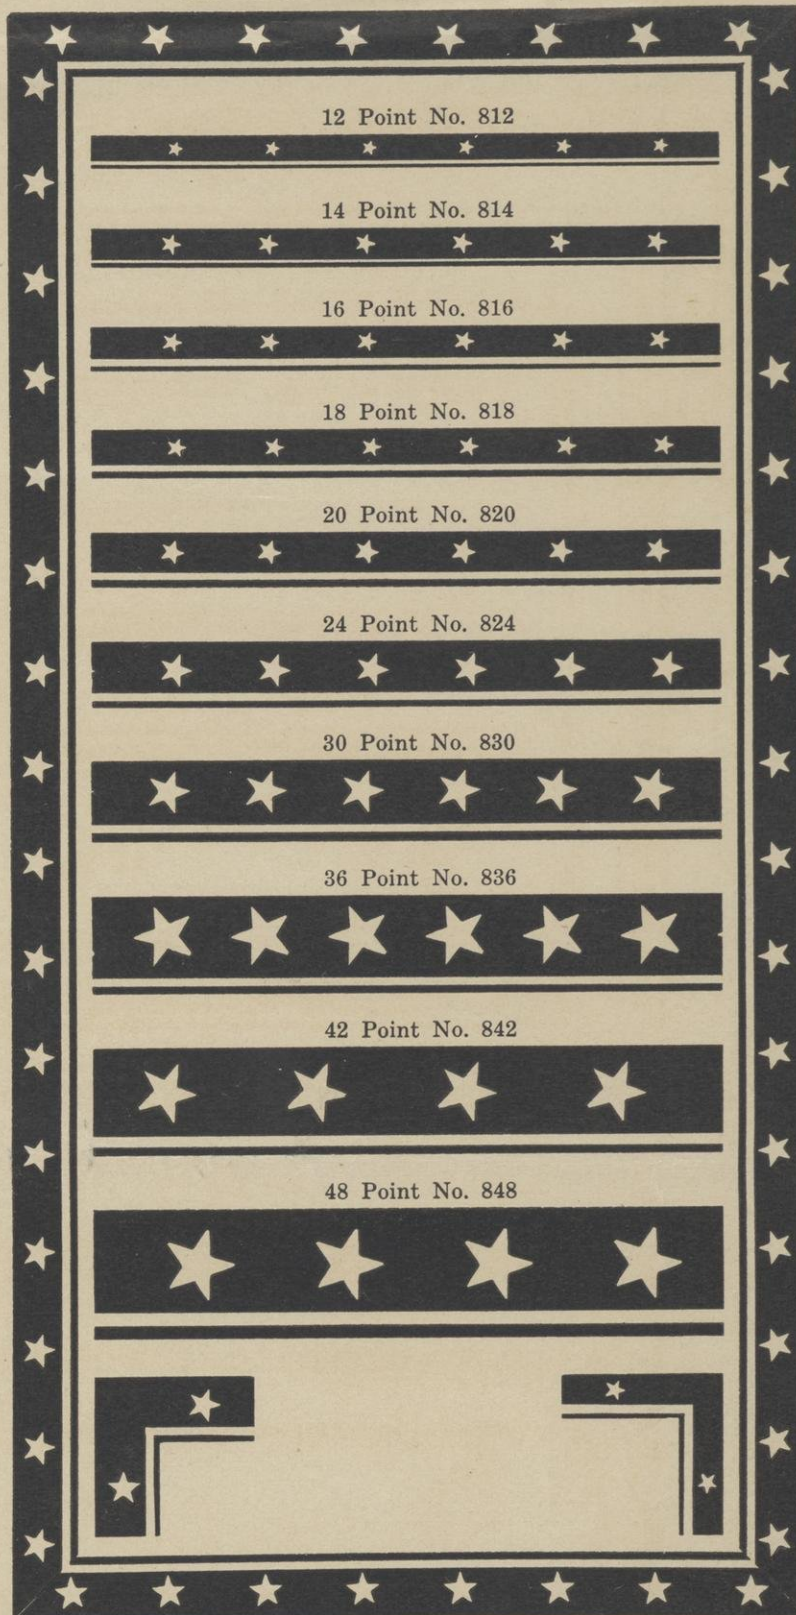 12 Point No. 812
14 Point No. 814
16 Point No. 816
18 Point No. 818
20 Point No. 820
24 Point No. 824
30 Point No. 830
36 Point No. 836
42 Point No. 842
48 Point No. 848